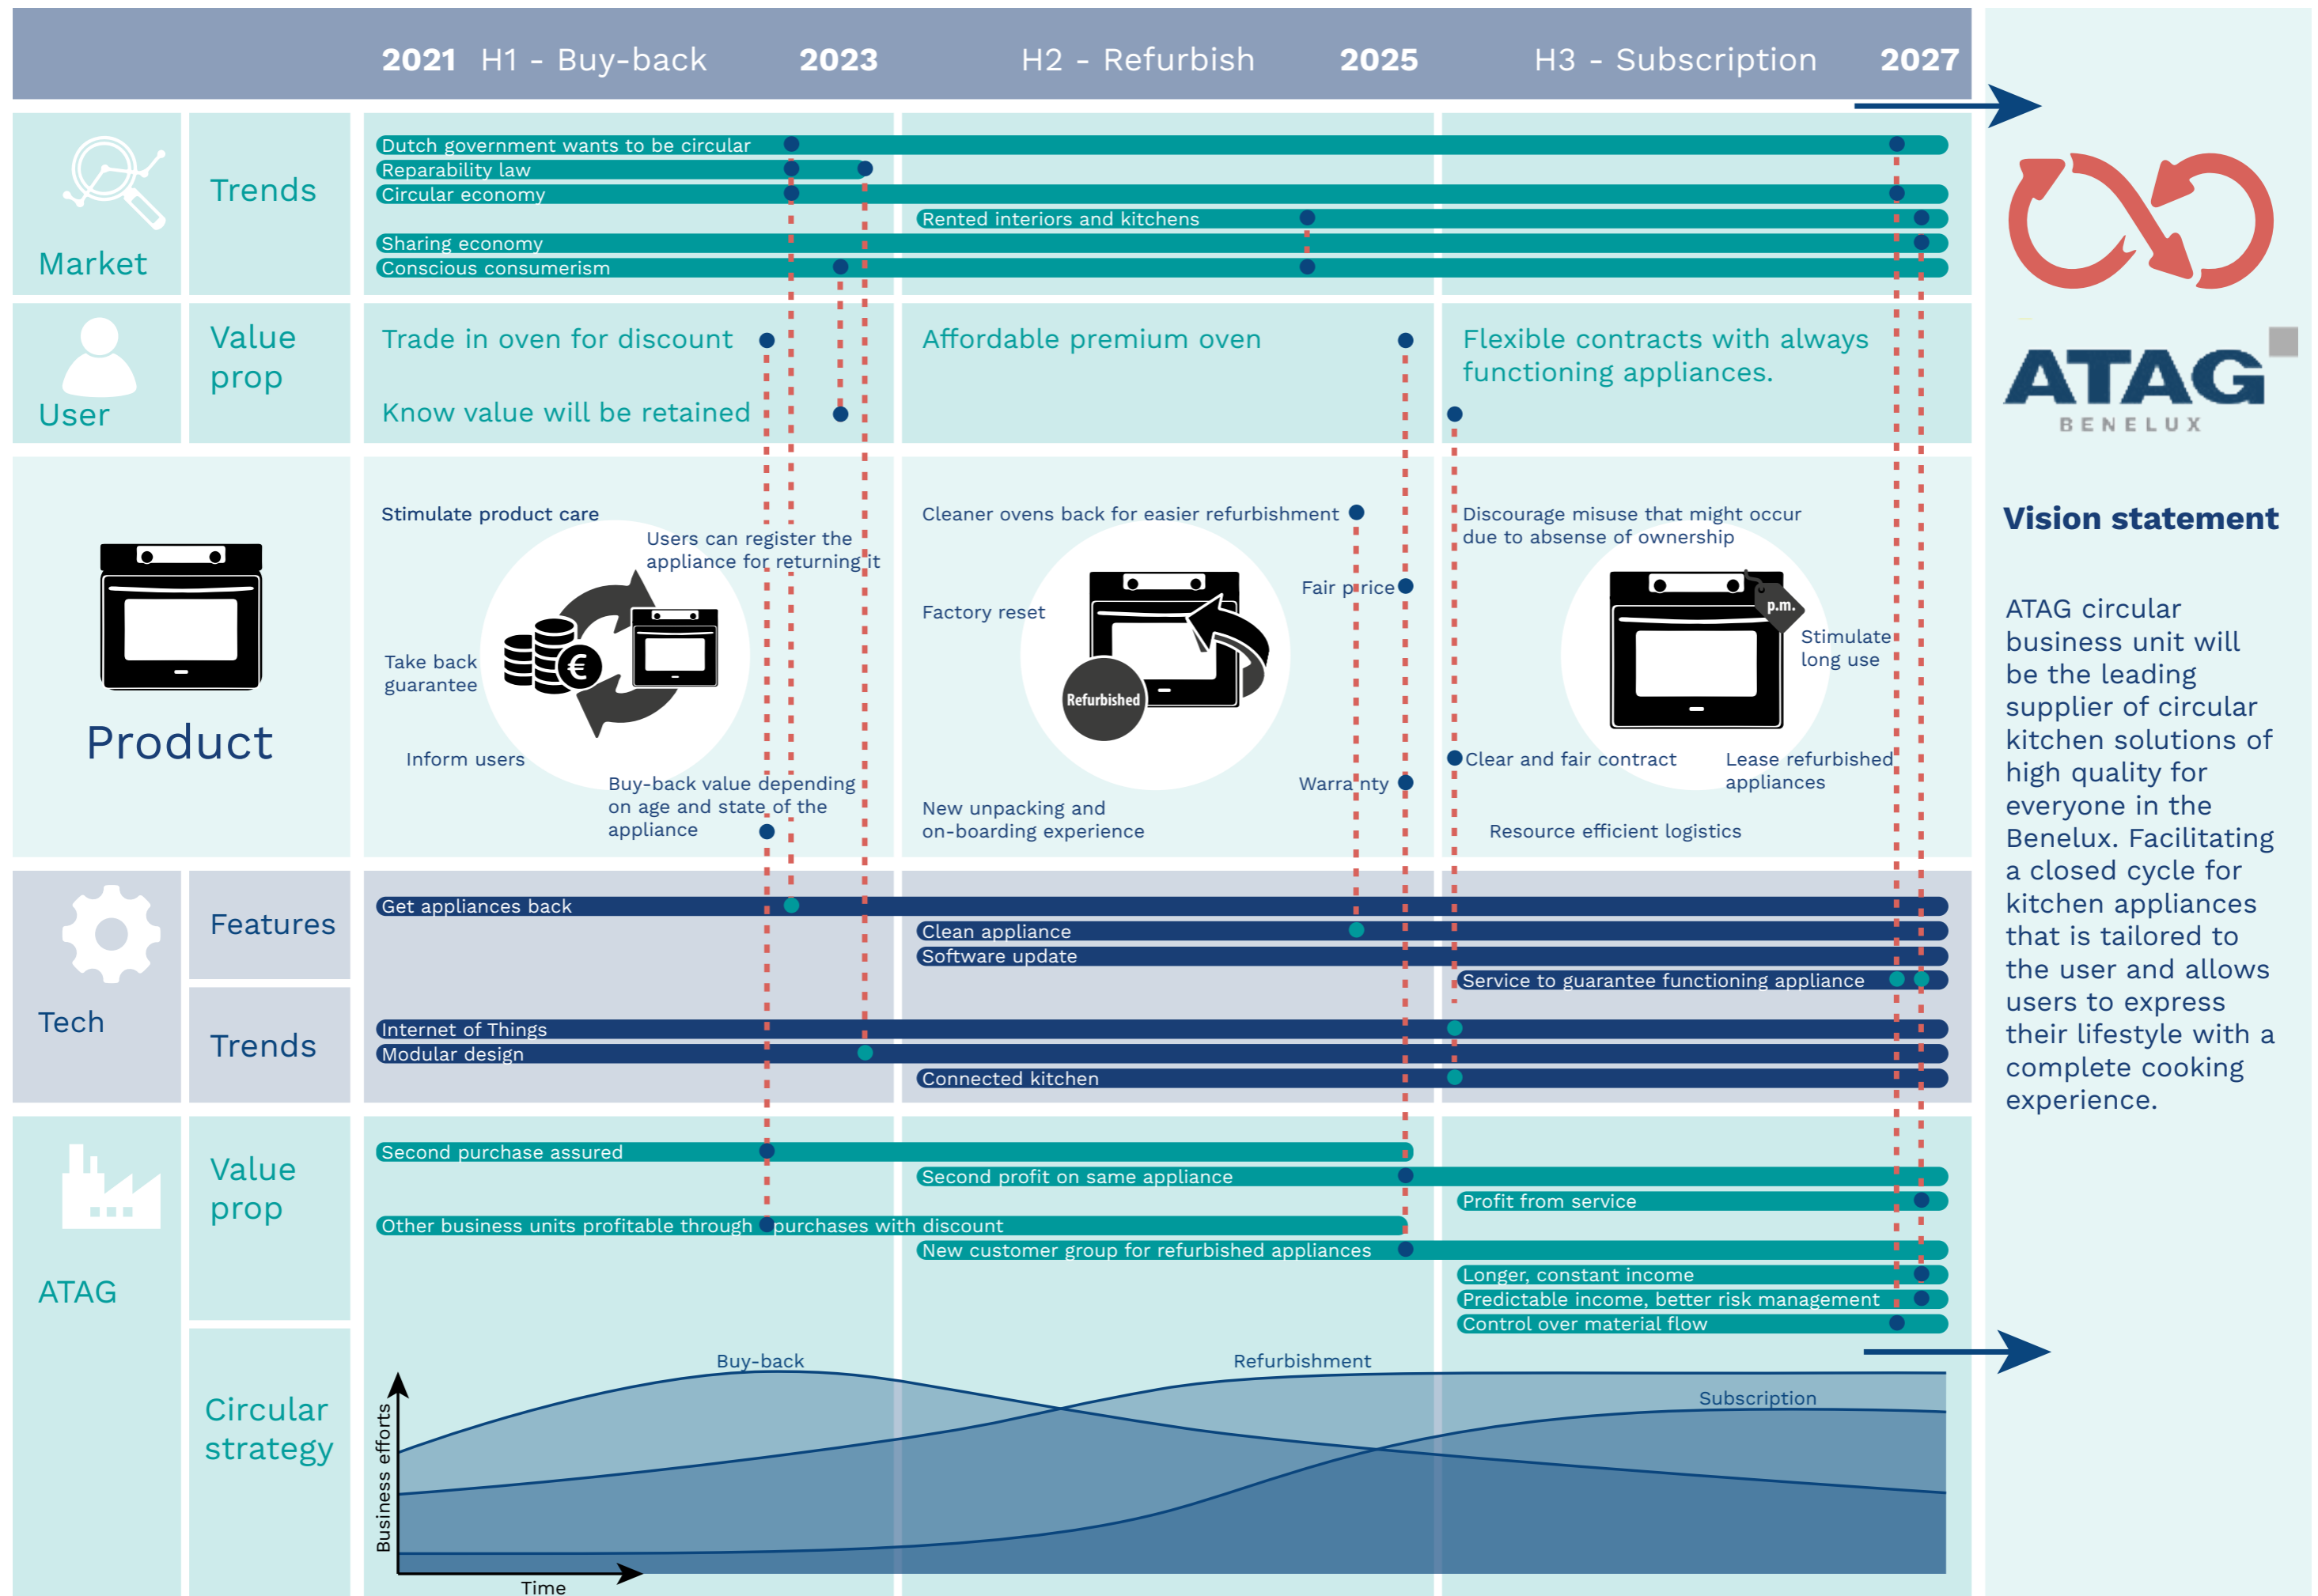 2021 H1 - Buy-back 2023 H2 - Refurbish 2025 H3 - Subscription 2027
Market
Trends
Dutch government wants to be circular
Reparability law
Circular economy
Rented interiors and kitchens
Sharing economy
Conscious consumerism
User
Value
prop
Trade in oven for discount
Know value will be retained
Affordable premium oven
Flexible contracts with always
functioning appliances.
Product
Stimulate product care
Users can register the
appliance for returning it
€
Take back
guarantee
Inform users
Buy-back value depending
on age and state of the
appliance
Cleaner ovens back for easier refurbishment
Fair price
Factory reset
Refurbished
Warranty
New unpacking and
on-boarding experience
Discourage misuse that might occur
due to absense of ownership
p.m.
Stimulate
long use
Clear and fair contract
Lease refurbished
appliances
Resource efficient logistics
Tech
Features
Get appliances back
Clean appliance
Software update
Service to guarantee functioning appliance
Trends
Internet of Things
Modular design
Connected kitchen
ATAG
Value
prop
Second purchase assured
Second profit on same appliance
Profit from service
Other business units profitable through purchases with discount
New customer group for refurbished appliances
Longer, constant income
Predictable income, better risk management
Control over material flow
Circular
strategy
Buy-back
Refurbishment
Subscription
Business efforts
Time
ATAG
BENELUX
Vision statement
ATAG circular
business unit will
be the leading
supplier of circular
kitchen solutions of
high quality for
everyone in the
Benelux. Facilitating
a closed cycle for
kitchen appliances
that is tailored to
the user and allows
users to express
their lifestyle with a
complete cooking
experience.